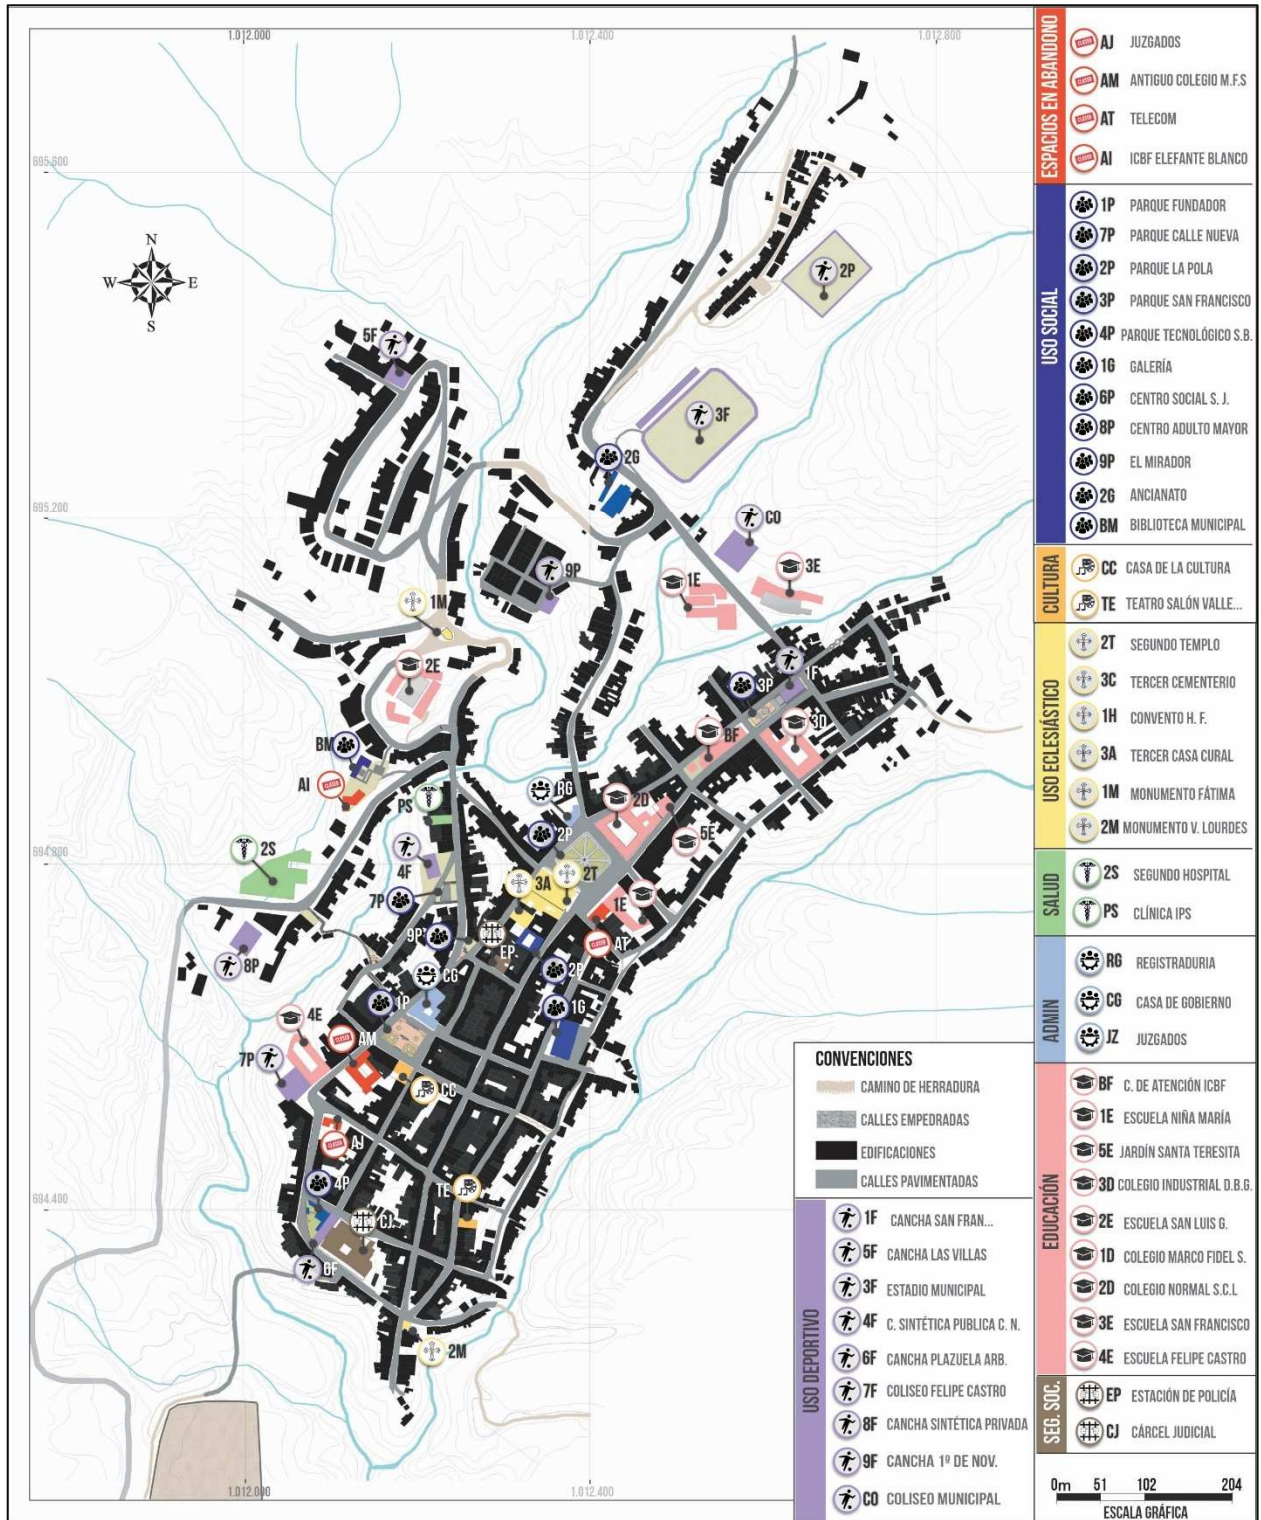 1.012.000
1.012.400
1.012.800
695.600
695.200
694.800
694.400
N
W E
S
5F
2P
3F
2G
CO
9P
1E
3E
1M
2E
1F
3P
3D
BF
BM
AI
PS
RG
2D
2P
5E
2S
4F
3A
2T
7P
1E
9P
EP
AT
8P
CG
2P
1P
1G
4E
AM
7P
CC
AJ
4P
TE
CJ
6F
2M
1.012.000
1.012.400
ESPACIOS EN ABANDONO
AJ JUZGADOS
AM ANTIGUO COLEGIO M.F.S
AT TELECOM
AI ICBF ELEFANTE BLANCO
USO SOCIAL
1P PARQUE FUNDADOR
7P PARQUE CALLE NUEVA
2P PARQUE LA POLA
3P PARQUE SAN FRANCISCO
4P PARQUE TECNOLÓGICO S.B.
1G GALERÍA
6P CENTRO SOCIAL S. J.
8P CENTRO ADULTO MAYOR
9P EL MIRADOR
2G ANCIANATO
BM BIBLIOTECA MUNICIPAL
CULTURA
CC CASA DE LA CULTURA
TE TEATRO SALÓN VALLE...
USO ECLESIÁSTICO
2T SEGUNDO TEMPLO
3C TERCER CEMENTERIO
1H CONVENTO H. F.
3A TERCER CASA CURAL
1M MONUMENTO FÁTIMA
2M MONUMENTO V. LOURDES
SALUD
2S SEGUNDO HOSPITAL
PS CLÍNICA IPS
ADMIN
RG REGISTRADURIA
CG CASA DE GOBIERNO
JZ JUZGADOS
EDUCACIÓN
BF C. DE ATENCIÓN ICBF
1E ESCUELA NIÑA MARÍA
5E JARDÍN SANTA TERESITA
3D COLEGIO INDUSTRIAL D.B.G.
2E ESCUELA SAN LUIS G.
1D COLEGIO MARCO FIDEL S.
2D COLEGIO NORMAL S.C.L
3E ESCUELA SAN FRANCISCO
4E ESCUELA FELIPE CASTRO
SEG. SOC.
EP ESTACIÓN DE POLICÍA
CJ CÁRCEL JUDICIAL
CONVENCIONES
CAMINO DE HERRADURA
CALLES EMPEDRADAS
EDIFICACIONES
CALLES PAVIMENTADAS
USO DEPORTIVO
1F CANCHA SAN FRAN...
5F CANCHA LAS VILLAS
3F ESTADIO MUNICIPAL
4F C. SINTÉTICA PUBLICA C. N.
6F CANCHA PLAZUELA ARB.
7F COLISEO FELIPE CASTRO
8F CANCHA SINTÉTICA PRIVADA
9F CANCHA 1º DE NOV.
CO COLISEO MUNICIPAL
0m 51 102 204
ESCALA GRÁFICA